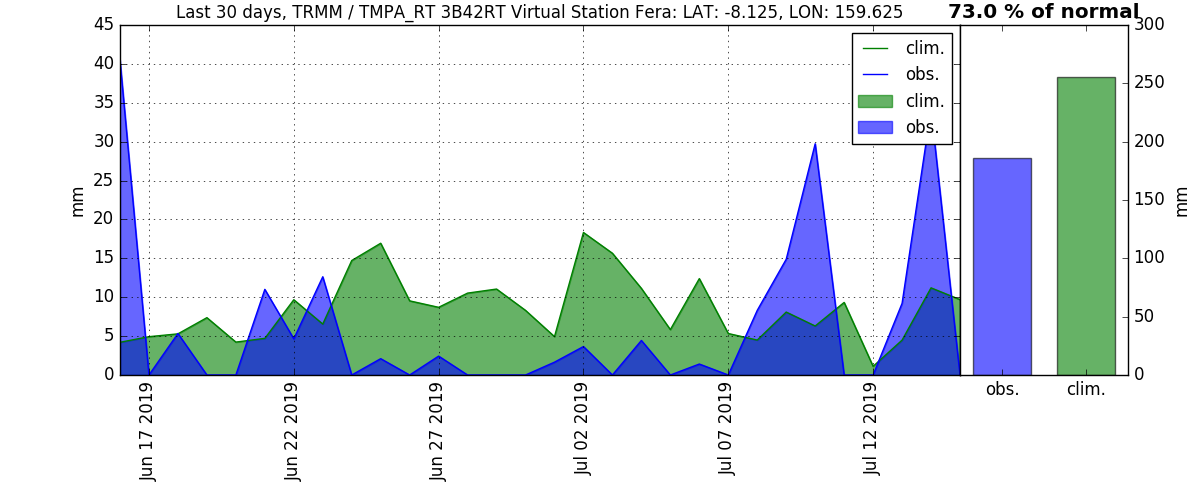 Last 30 days, TRMM / TMPA_RT 3B42RT Virtual Station Fera: LAT: -8.125, LON: 159.625
73.0 % of normal
45
40
35
30
25
20
15
10
5
0
mm
clim.
obs.
clim.
obs.
300
250
200
150
100
50
0
mm
Jun 17 2019
Jun 22 2019
Jun 27 2019
Jul 02 2019
Jul 07 2019
Jul 12 2019
obs.
clim.